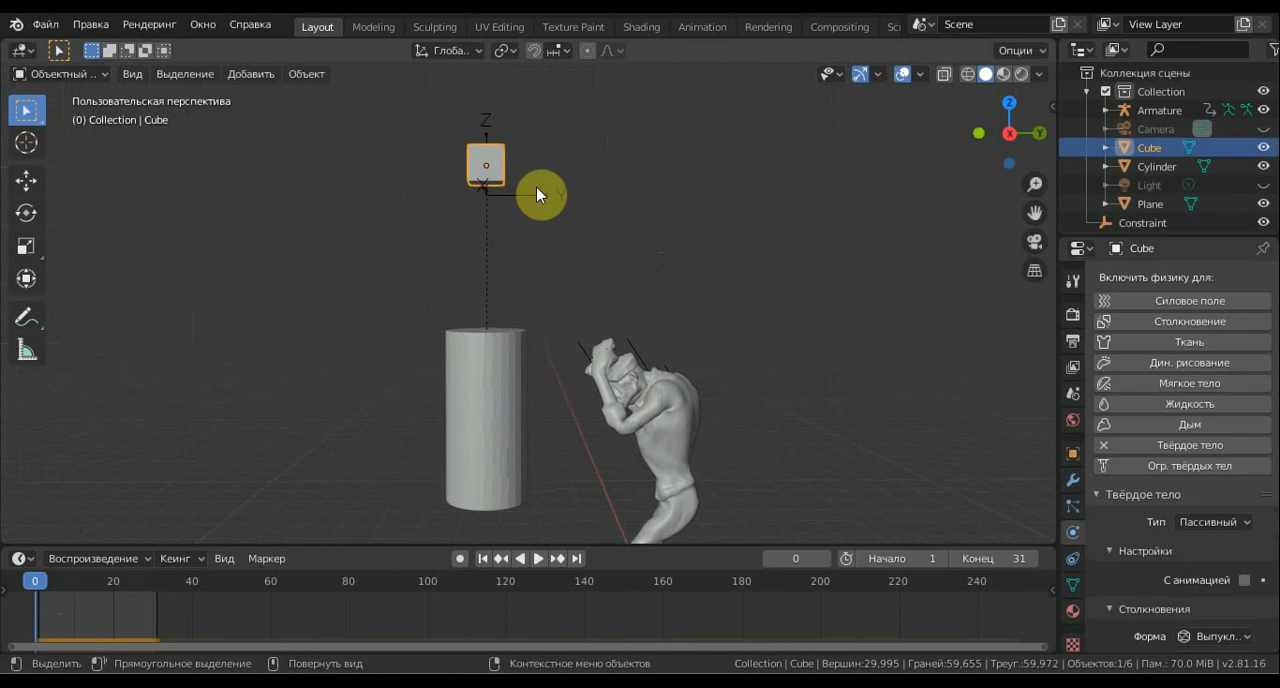 Файл Правка Рендеринг Окно Справка Layout Modeling Sculpting UV Editing Texture Paint Shading Animation Rendering Compositing Sc Scene View Layer
Глоба.. Опции
Объектный .. Вид Выделение Добавить Объект
Пользовательская перспектива
(0) Collection | Cube
Z
X
Y
Z
Y
X
Коллекция сцены
Collection
Armature
Camera
Cube
Cylinder
Light
Plane
Constraint
Cube
Включить физику для:
Силовое поле
Столкновение
Ткань
Дин. рисование
Мягкое тело
Жидкость
Дым
Твёрдое тело
Огр. твёрдых тел
Твёрдое тело
Тип Пассивный
Настройки
С анимацией
Столкновения
Форма Выпукл..
Воспроизведение Кеинг Вид Маркер 0 Начало 1 Конец 31
0 20 40 60 80 100 120 140 160 180 200 220 240
Выделить Прямоугольное выделение Повернуть вид Контекстное меню объектов Collection | Cube | Вершин:29,995 | Граней:59,655 | Треуг.:59,972 | Объектов:1/6 | Пам.: 70.0 MiB | v2.81.16